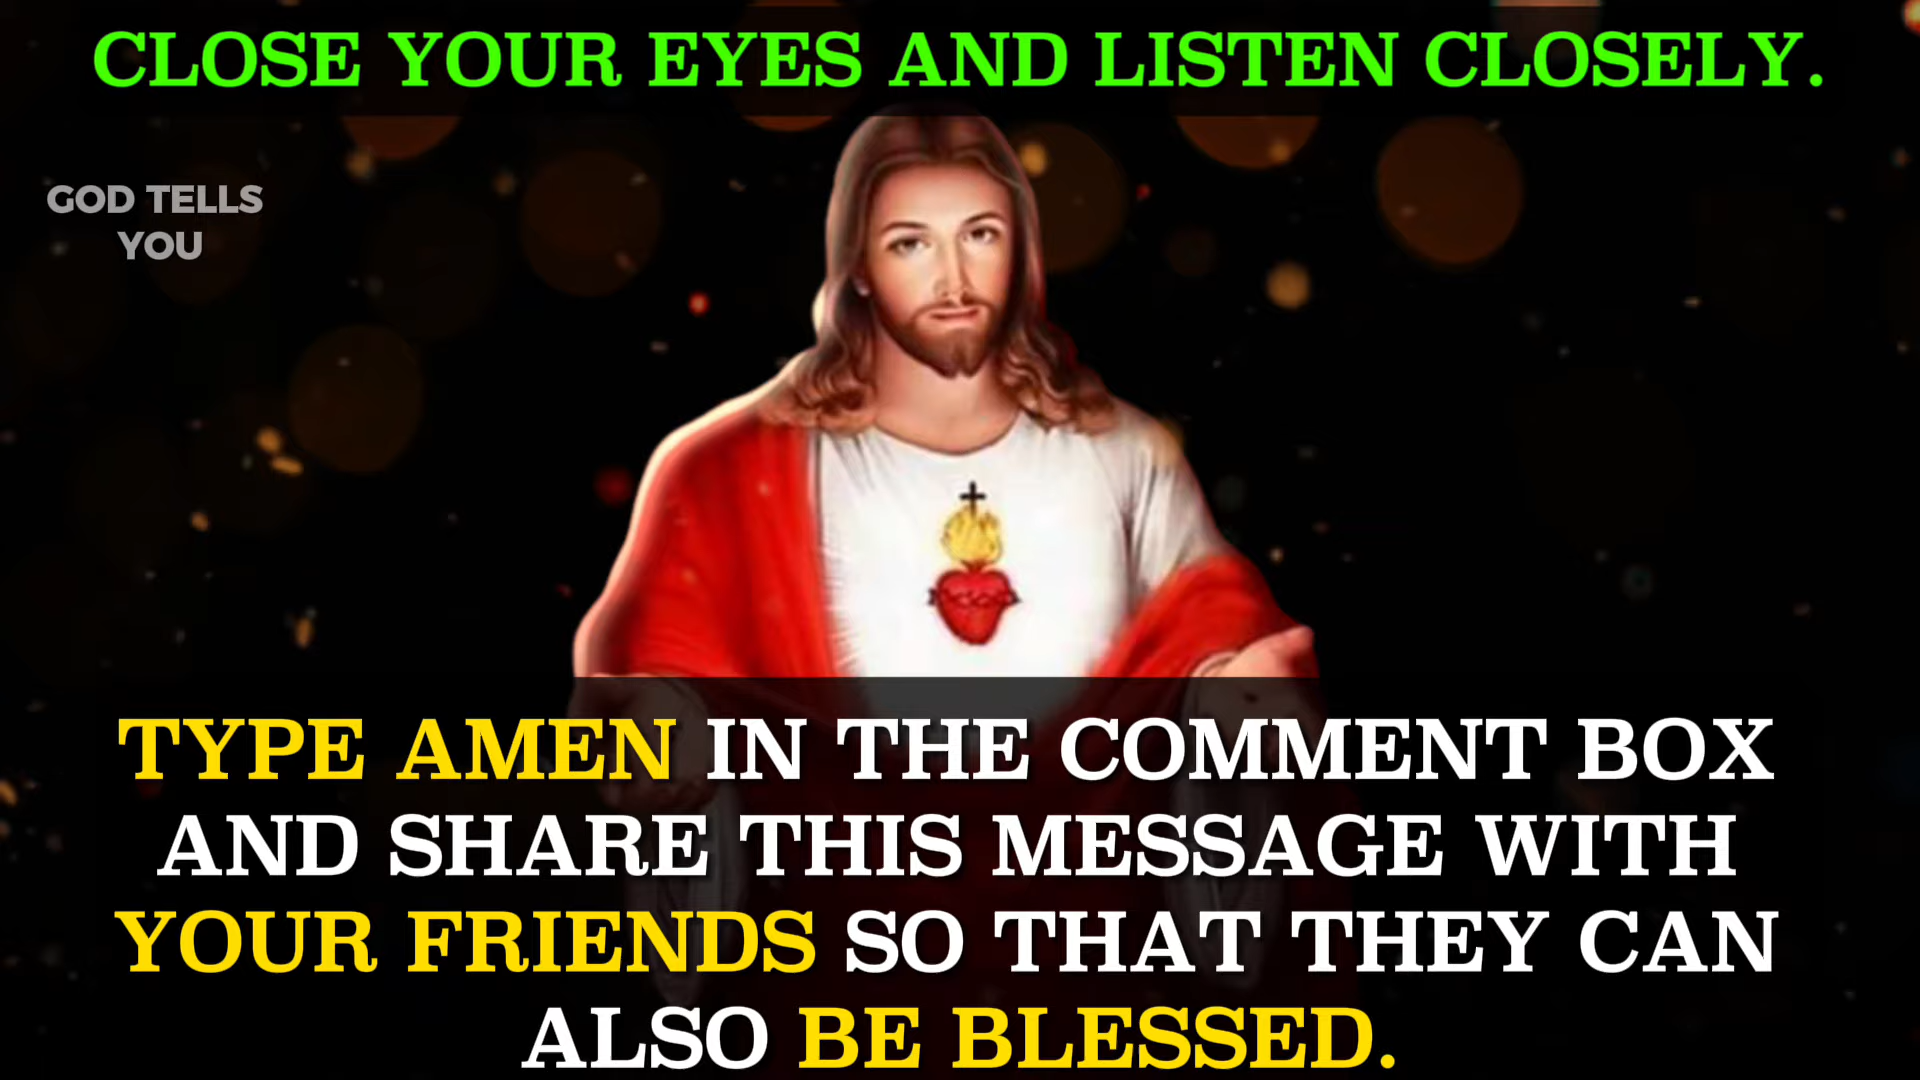 CLOSE YOUR EYES AND LISTEN CLOSELY.
GOD TELLS
YOU
TYPE AMEN IN THE COMMENT BOX
AND SHARE THIS MESSAGE WITH
YOUR FRIENDS SO THAT THEY CAN
ALSO BE BLESSED.